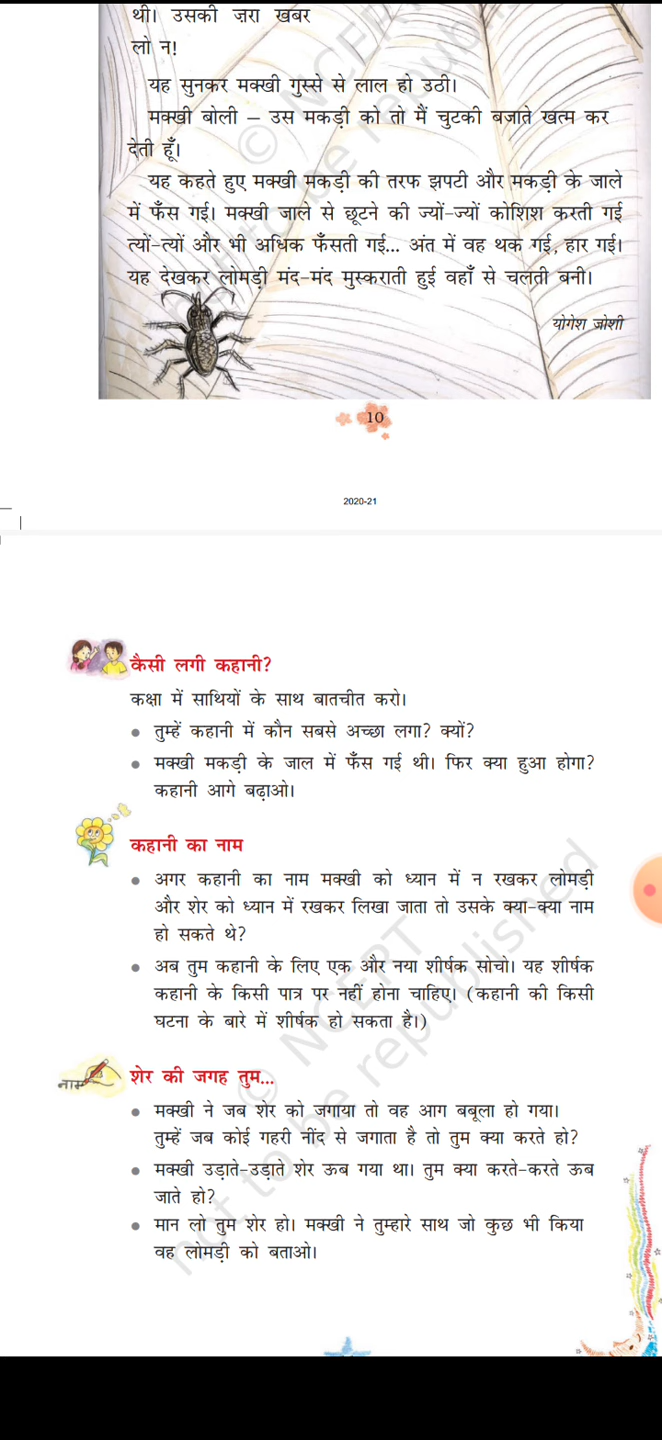 थी। उसकी ज़रा खबर
लो न!
यह सुनकर मक्खी गुस्से से लाल हो उठी।
मक्खी बोली – उस मकड़ी को तो मैं चुटकी बजाते खत्म कर
देती हूँ।
यह कहते हुए मक्खी मकड़ी की तरफ झपटी और मकड़ी के जाले
में फँस गई। मक्खी जाले से छूटने की ज्यों-ज्यों कोशिश करती गई
त्यों-त्यों और भी अधिक फँसती गई... अंत में वह थक गई, हार गई।
यह देखकर लोमड़ी मंद-मंद मुस्कराती हुई वहाँ से चलती बनी।
योगेश जोशी
10
2020-21
कैसी लगी कहानी?
कक्षा में साथियों के साथ बातचीत करो।
• तुम्हें कहानी में कौन सबसे अच्छा लगा? क्यों?
• मक्खी मकड़ी के जाल में फँस गई थी। फिर क्या हुआ होगा?
कहानी आगे बढ़ाओ।
कहानी का नाम
• अगर कहानी का नाम मक्खी को ध्यान में न रखकर लोमड़ी
और शेर को ध्यान में रखकर लिखा जाता तो उसके क्या-क्या नाम
हो सकते थे?
• अब तुम कहानी के लिए एक और नया शीर्षक सोचो। यह शीर्षक
कहानी के किसी पात्र पर नहीं होना चाहिए। (कहानी की किसी
घटना के बारे में शीर्षक हो सकता है।)
नाम
शेर की जगह तुम...
• मक्खी ने जब शेर को जगाया तो वह आग बबूला हो गया।
तुम्हें जब कोई गहरी नींद से जगाता है तो तुम क्या करते हो?
• मक्खी उड़ाते-उड़ाते शेर ऊब गया था। तुम क्या करते-करते ऊब
जाते हो?
• मान लो तुम शेर हो। मक्खी ने तुम्हारे साथ जो कुछ भी किया
वह लोमड़ी को बताओ।
© NCERT
not to be republished